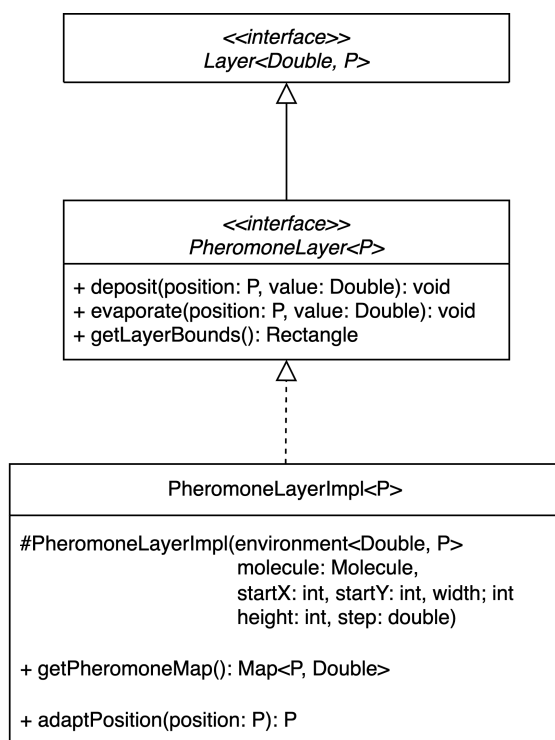 <<interface>>
Layer<Double, P>
<<interface>>
PheromoneLayer<P>
+ deposit(position: P, value: Double): void
+ evaporate(position: P, value: Double): void
+ getLayerBounds(): Rectangle
PheromoneLayerImpl<P>
#PheromoneLayerImpl(environment<Double, P>
molecule: Molecule,
startX: int, startY: int, width; int
height: int, step: double)
+ getPheromoneMap(): Map<P, Double>
+ adaptPosition(position: P): P